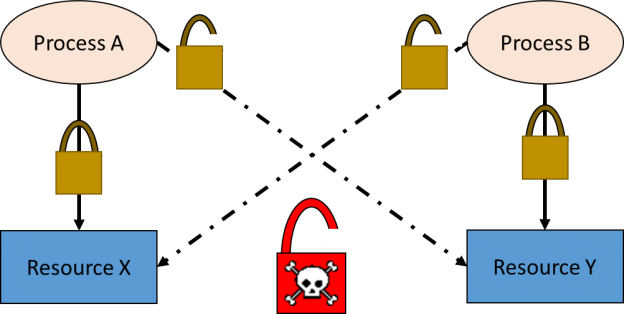 Process A
Process B
Resource X
Resource Y